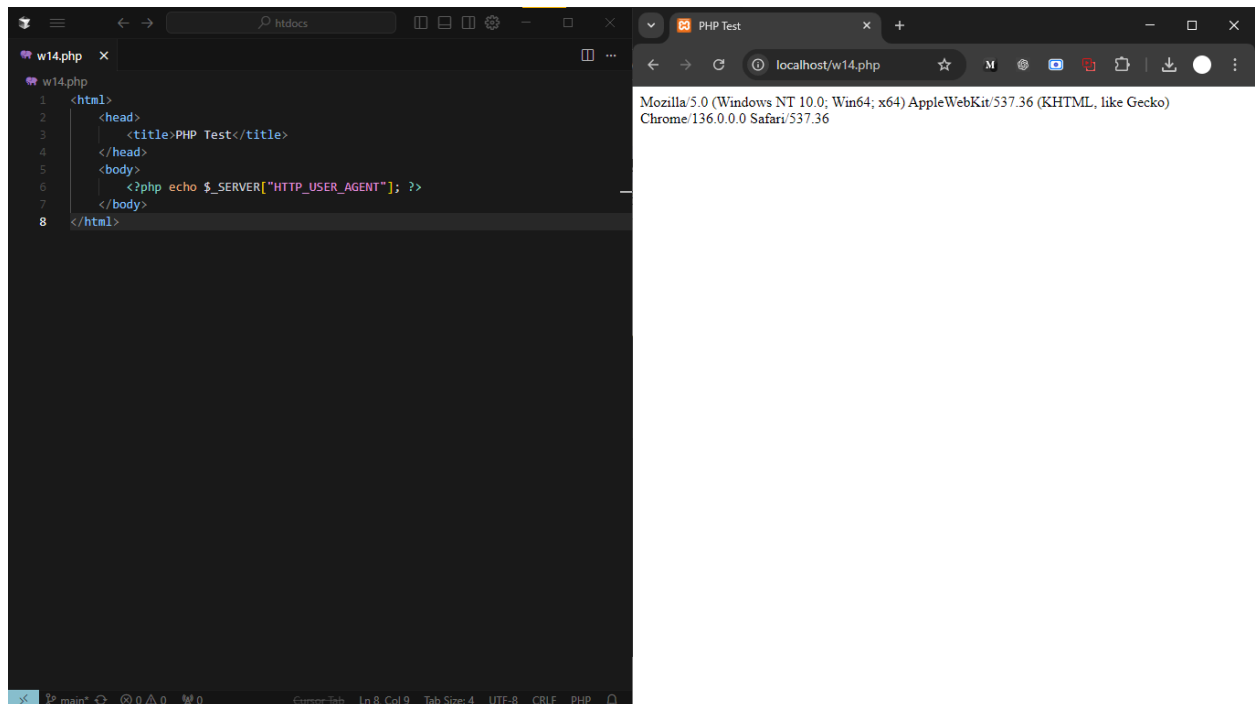 htdocs
w14.php
w14.php
1 <html>
2 <head>
3 <title>PHP Test</title>
4 </head>
5 <body>
6 <?php echo $_SERVER["HTTP_USER_AGENT"]; ?>
7 </body>
8 </html>
main* 0 0 0 Cursor Tab Ln 8, Col 9 Tab Size: 4 UTF-8 CRLF PHP
PHP Test
localhost/w14.php
M
Mozilla/5.0 (Windows NT 10.0; Win64; x64) AppleWebKit/537.36 (KHTML, like Gecko)
Chrome/136.0.0.0 Safari/537.36